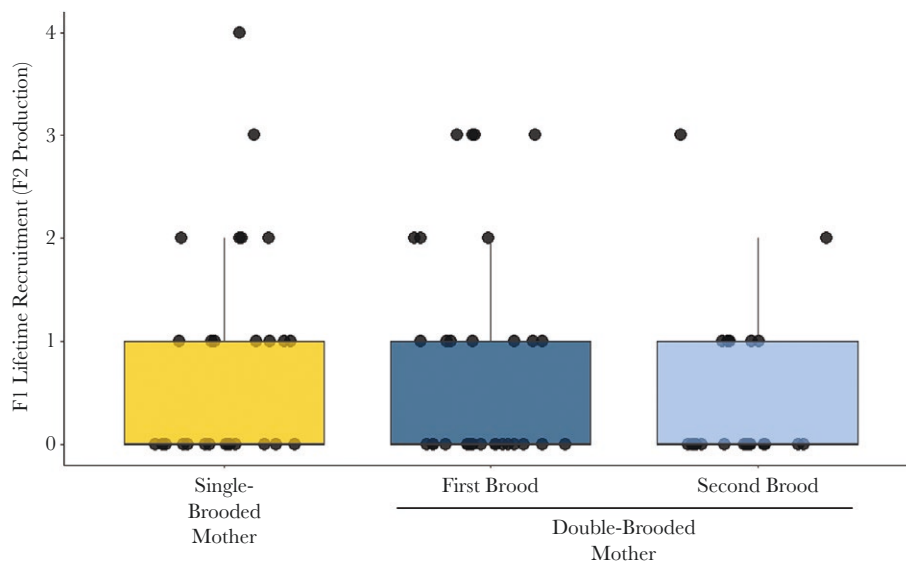 F1 Lifetime Recruitment (F2 Production)
4
3
2
1
0
Single-
Brooded
Mother
First Brood
Second Brood
Double-Brooded
Mother